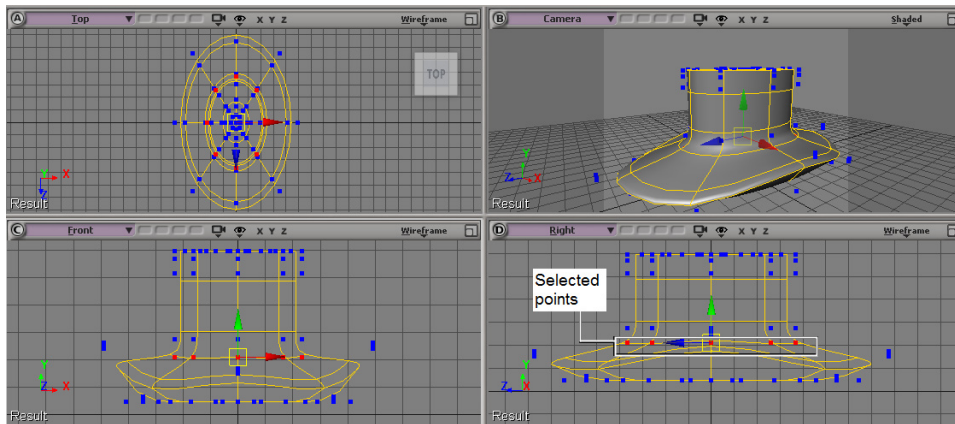 A Top X Y Z Wireframe
TOP
Y X
Z
Result
B Camera X Y Z Shaded
Y
Z X
Result
C Front X Y Z Wireframe
Y
Z X
Result
D Right X Y Z Wireframe
Selected
points
Y
Z X
Result